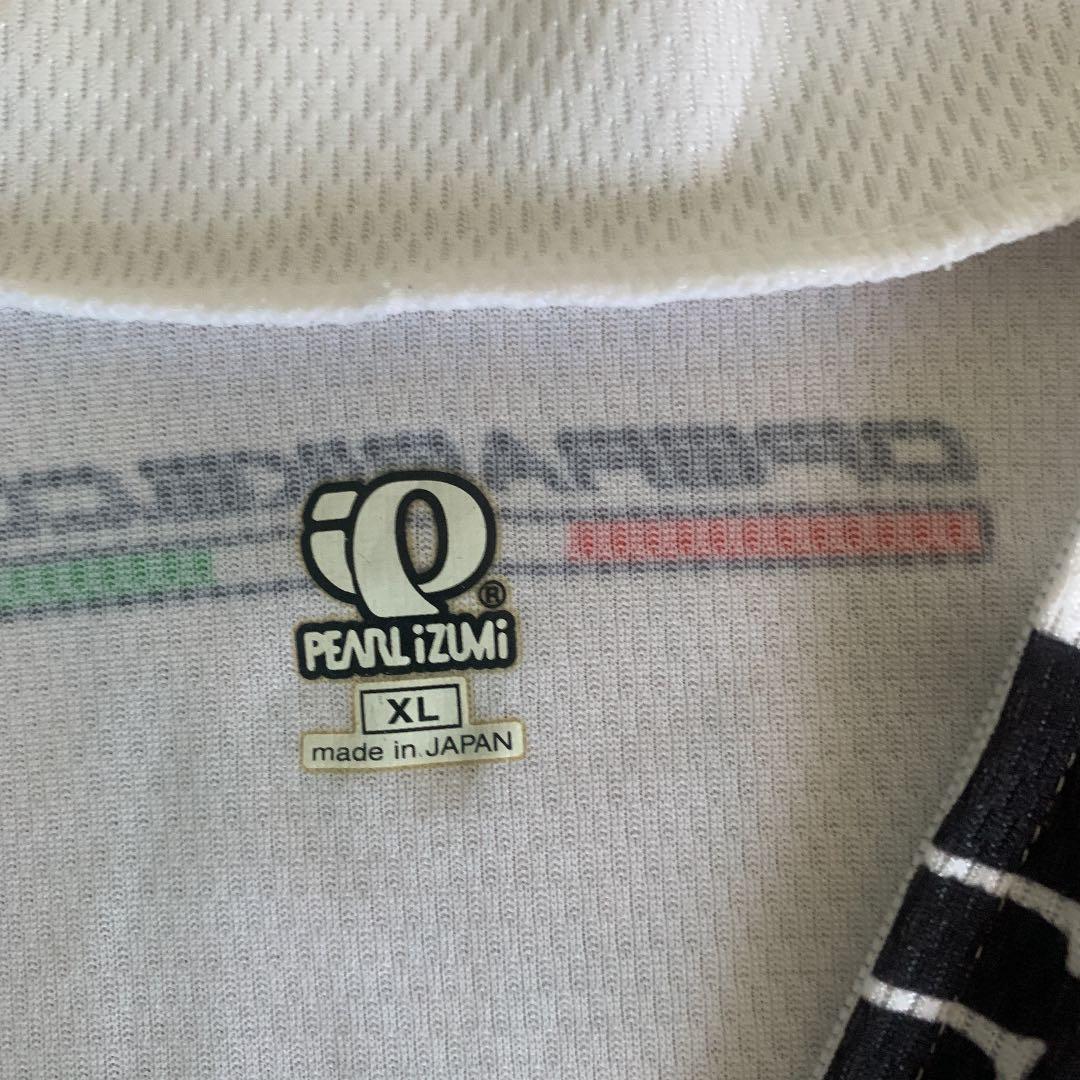 ®
PEARL iZUMi
XL
made in JAPAN